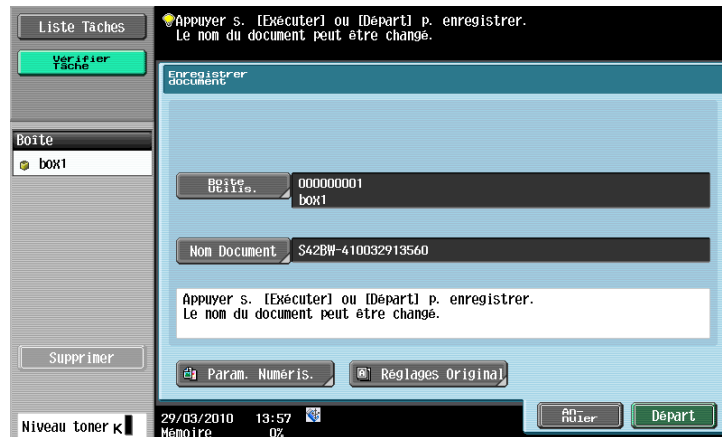 Liste Tâches
Vérifier
Tâche
Boîte
box1
Supprimer
Niveau toner K
Appuyer s. [Exécuter] ou [Départ] p. enregistrer.
Le nom du document peut être changé.
Enregistrer
document
Boîte
Utilis.
000000001
box1
Nom Document
S42BW-410032913560
Appuyer s. [Exécuter] ou [Départ] p. enregistrer.
Le nom du document peut être changé.
Param. Numéris.
Réglages Original
29/03/2010 13:57
Mémoire 0%
An-
nuler
Départ